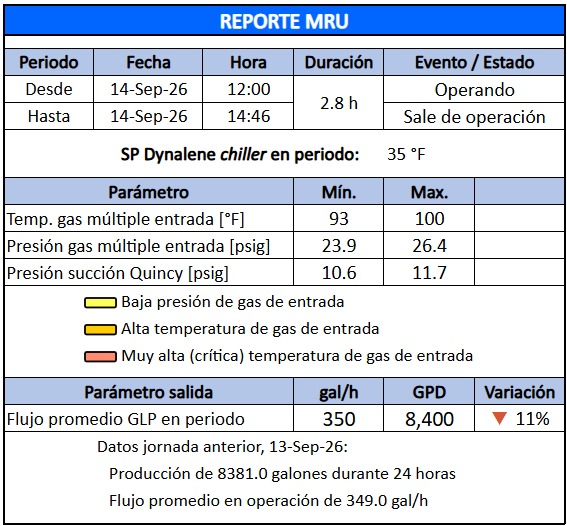 REPORTE MRU
Periodo Fecha Hora Duración Evento / Estado
Desde 14-Sep-26 12:00 2.8 h Operando
Hasta 14-Sep-26 14:46 Sale de operación
SP Dynalene chiller en periodo: 35 °F
Parámetro Mín. Max.
Temp. gas múltiple entrada [°F] 93 100
Presión gas múltiple entrada [psig] 23.9 26.4
Presión succión Quincy [psig] 10.6 11.7
Baja presión de gas de entrada
Alta temperatura de gas de entrada
Muy alta (crítica) temperatura de gas de entrada
Parámetro salida gal/h GPD Variación
Flujo promedio GLP en periodo 350 8,400 ▼ 11%
Datos jornada anterior, 13-Sep-26:
Producción de 8381.0 galones durante 24 horas
Flujo promedio en operación de 349.0 gal/h